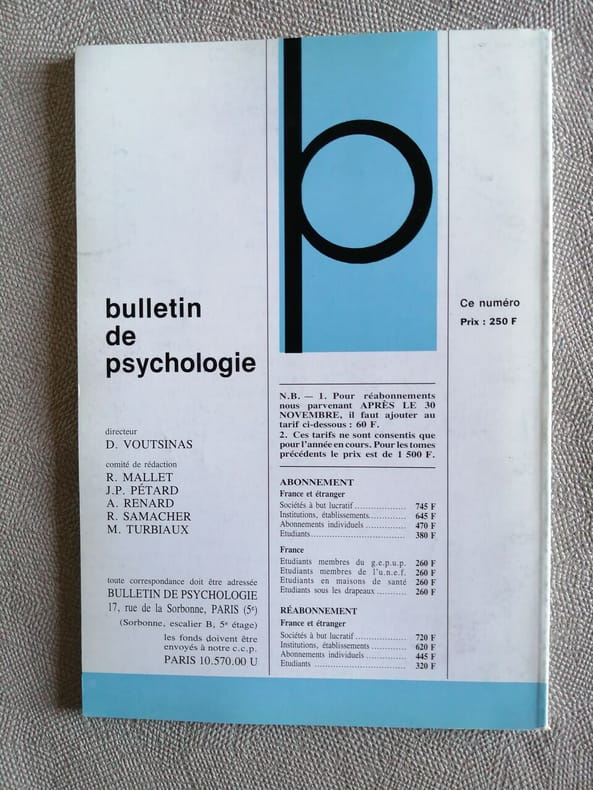 b
bulletin
de
psychologie
directeur
D. VOUTSINAS
comité de rédaction
R. MALLET
J.P. PÉTARD
A. RENARD
R. SAMACHER
M. TURBIAUX
toute correspondance doit être adressée
BULLETIN DE PSYCHOLOGIE
17, rue de la Sorbonne, PARIS (5e)
(Sorbonne, escalier B, 5e étage)
les fonds doivent être
envoyés à notre c.c.p.
PARIS 10.570.00 U
N.B. — 1. Pour réabonnements
nous parvenant APRÈS LE 30
NOVEMBRE, il faut ajouter au
tarif ci-dessous : 60 F.
2. Ces tarifs ne sont consentis que
pour l'année en cours. Pour les tomes
précédents le prix est de 1 500 F.
ABONNEMENT
France et étranger
Sociétés à but lucratif ................ 745 F
Institutions, établissements ............ 645 F
Abonnements individuels ................ 470 F
Etudiants ................ 380 F
France
Etudiants membres du g.e.p.u.p. 260 F
Etudiants membres de l'u.n.e.f. 260 F
Etudiants en maisons de santé 260 F
Etudiants sous les drapeaux .......... 260 F
RÉABONNEMENT
France et étranger
Sociétés à but lucratif ................ 720 F
Institutions, établissements ............ 620 F
Abonnements individuels ................ 445 F
Etudiants ................ 320 F
Ce numéro
Prix : 250 F